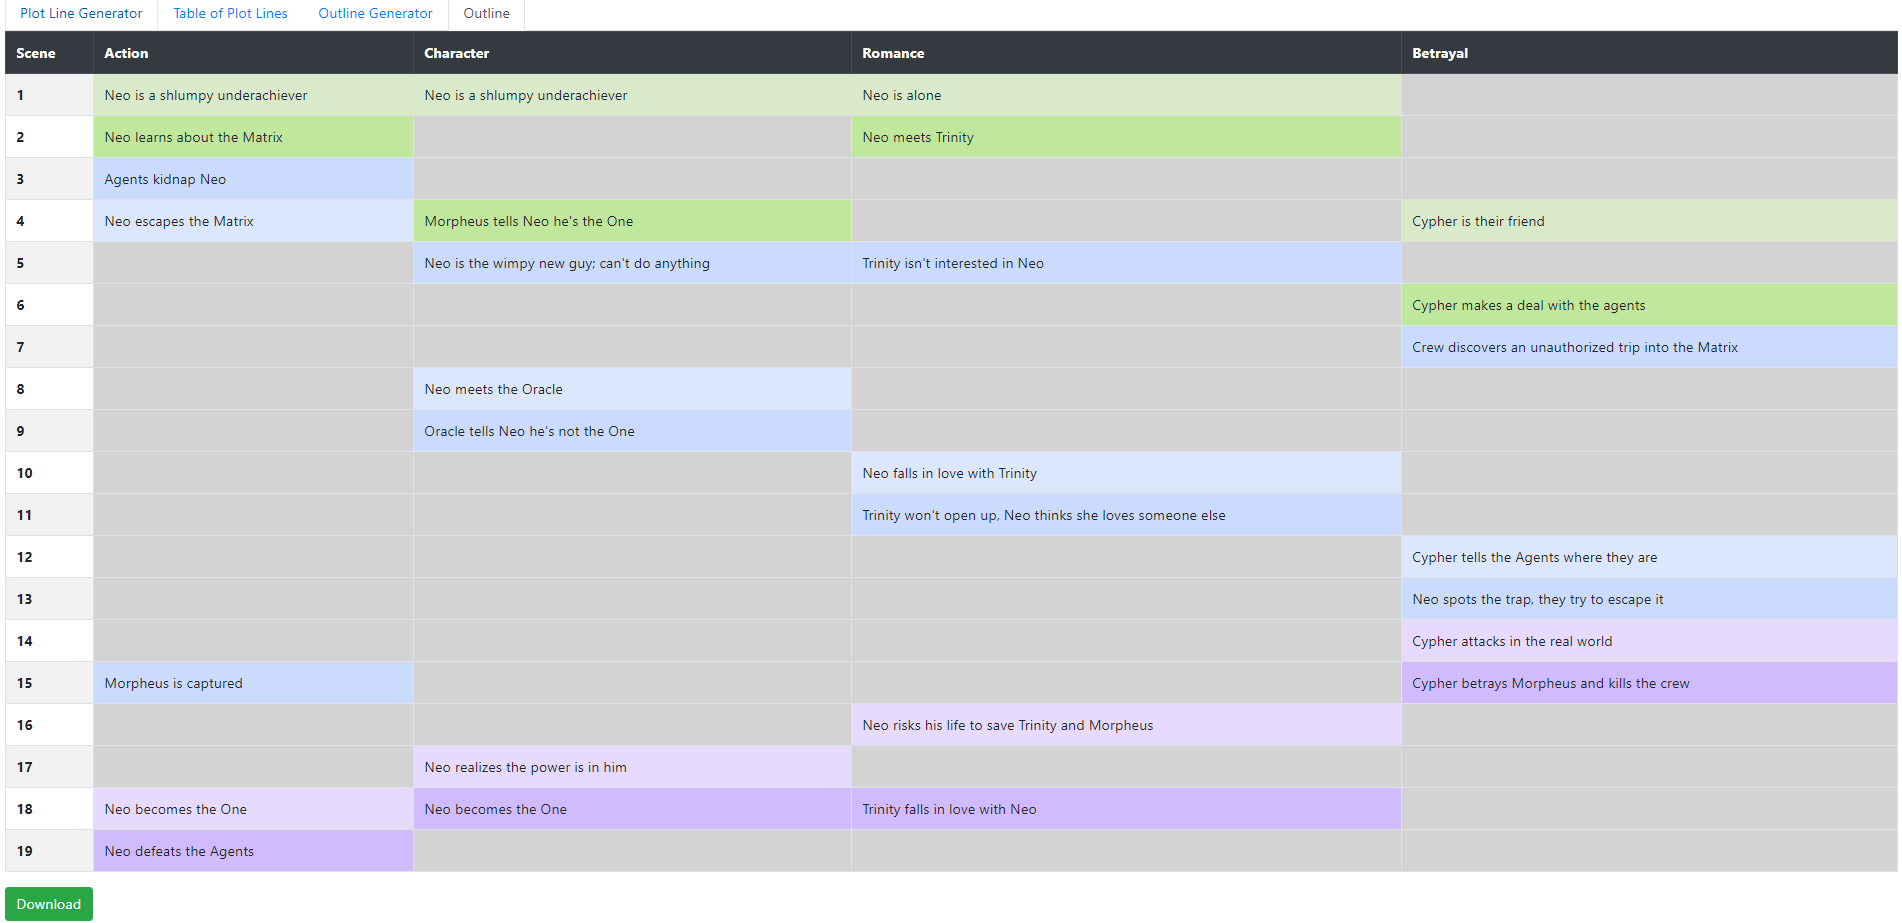 Plot Line Generator Table of Plot Lines Outline Generator Outline
Scene Action Character Romance Betrayal
1 Neo is a shlumpy underachiever Neo is a shlumpy underachiever Neo is alone
2 Neo learns about the Matrix Neo meets Trinity
3 Agents kidnap Neo
4 Neo escapes the Matrix Morpheus tells Neo he's the One Cypher is their friend
5 Neo is the wimpy new guy; can't do anything Trinity isn't interested in Neo
6 Cypher makes a deal with the agents
7 Crew discovers an unauthorized trip into the Matrix
8 Neo meets the Oracle
9 Oracle tells Neo he's not the One
10 Neo falls in love with Trinity
11 Trinity won't open up, Neo thinks she loves someone else
12 Cypher tells the Agents where they are
13 Neo spots the trap, they try to escape it
14 Cypher attacks in the real world
15 Morpheus is captured Cypher betrays Morpheus and kills the crew
16 Neo risks his life to save Trinity and Morpheus
17 Neo realizes the power is in him
18 Neo becomes the One Neo becomes the One Trinity falls in love with Neo
19 Neo defeats the Agents
Download